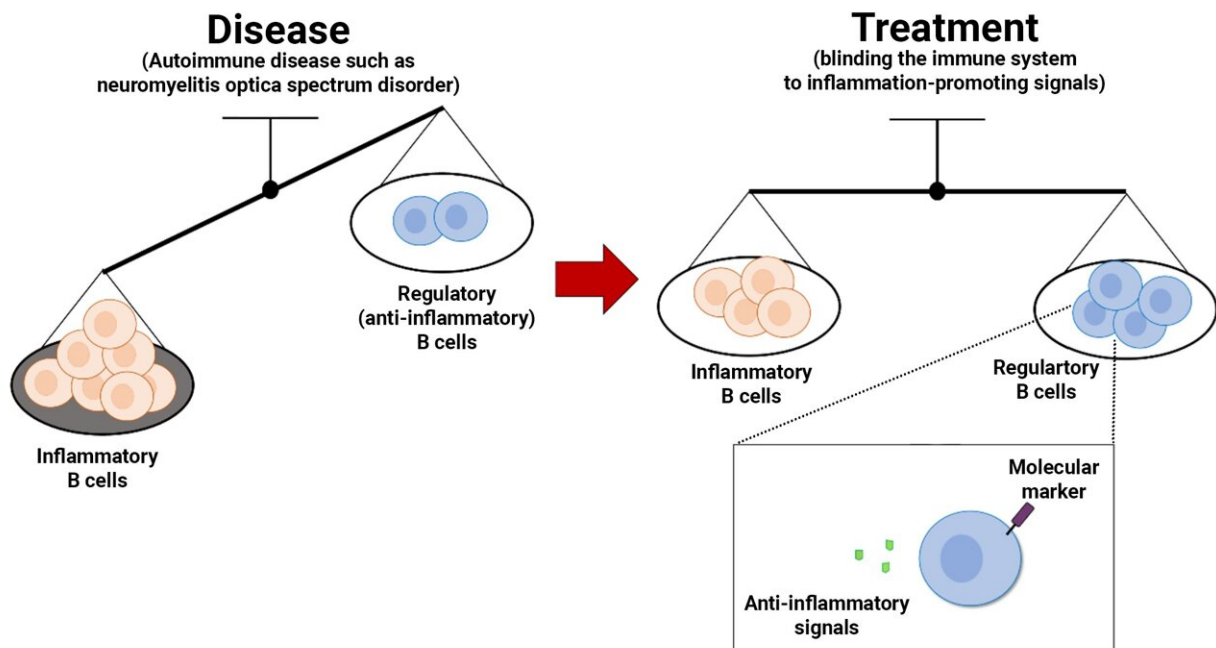 Disease
(Autoimmune disease such as
neuromyelitis optica spectrum disorder)
Regulatory
(anti-inflammatory)
B cells
Inflammatory
B cells
Treatment
(blinding the immune system
to inflammation-promoting signals)
Inflammatory
B cells
Regulartory
B cells
Molecular
marker
Anti-inflammatory
signals